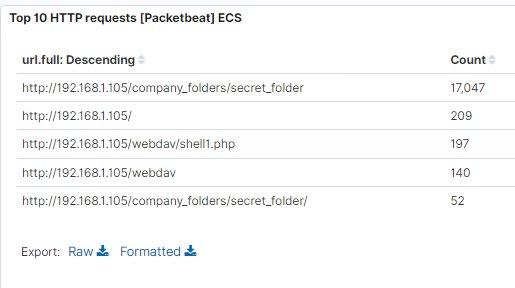 Top 10 HTTP requests [Packetbeat] ECS
url.full: Descending Count
http://192.168.1.105/company_folders/secret_folder 17,047
http://192.168.1.105/ 209
http://192.168.1.105/webdav/shell1.php 197
http://192.168.1.105/webdav 140
http://192.168.1.105/company_folders/secret_folder/ 52
Export: Raw Formatted